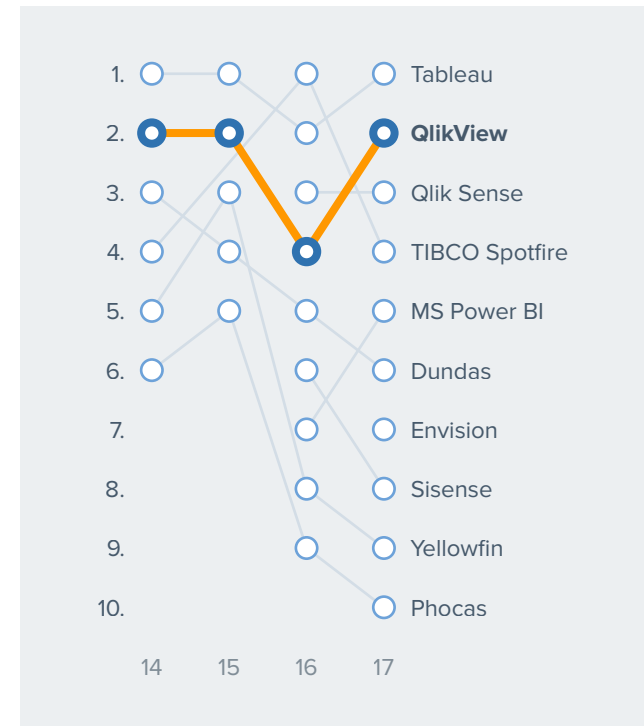 1. Tableau
2. QlikView
3. Qlik Sense
4. TIBCO Spotfire
5. MS Power BI
6. Dundas
7. Envision
8. Sisense
9. Yellowfin
10. Phocas
14 15 16 17